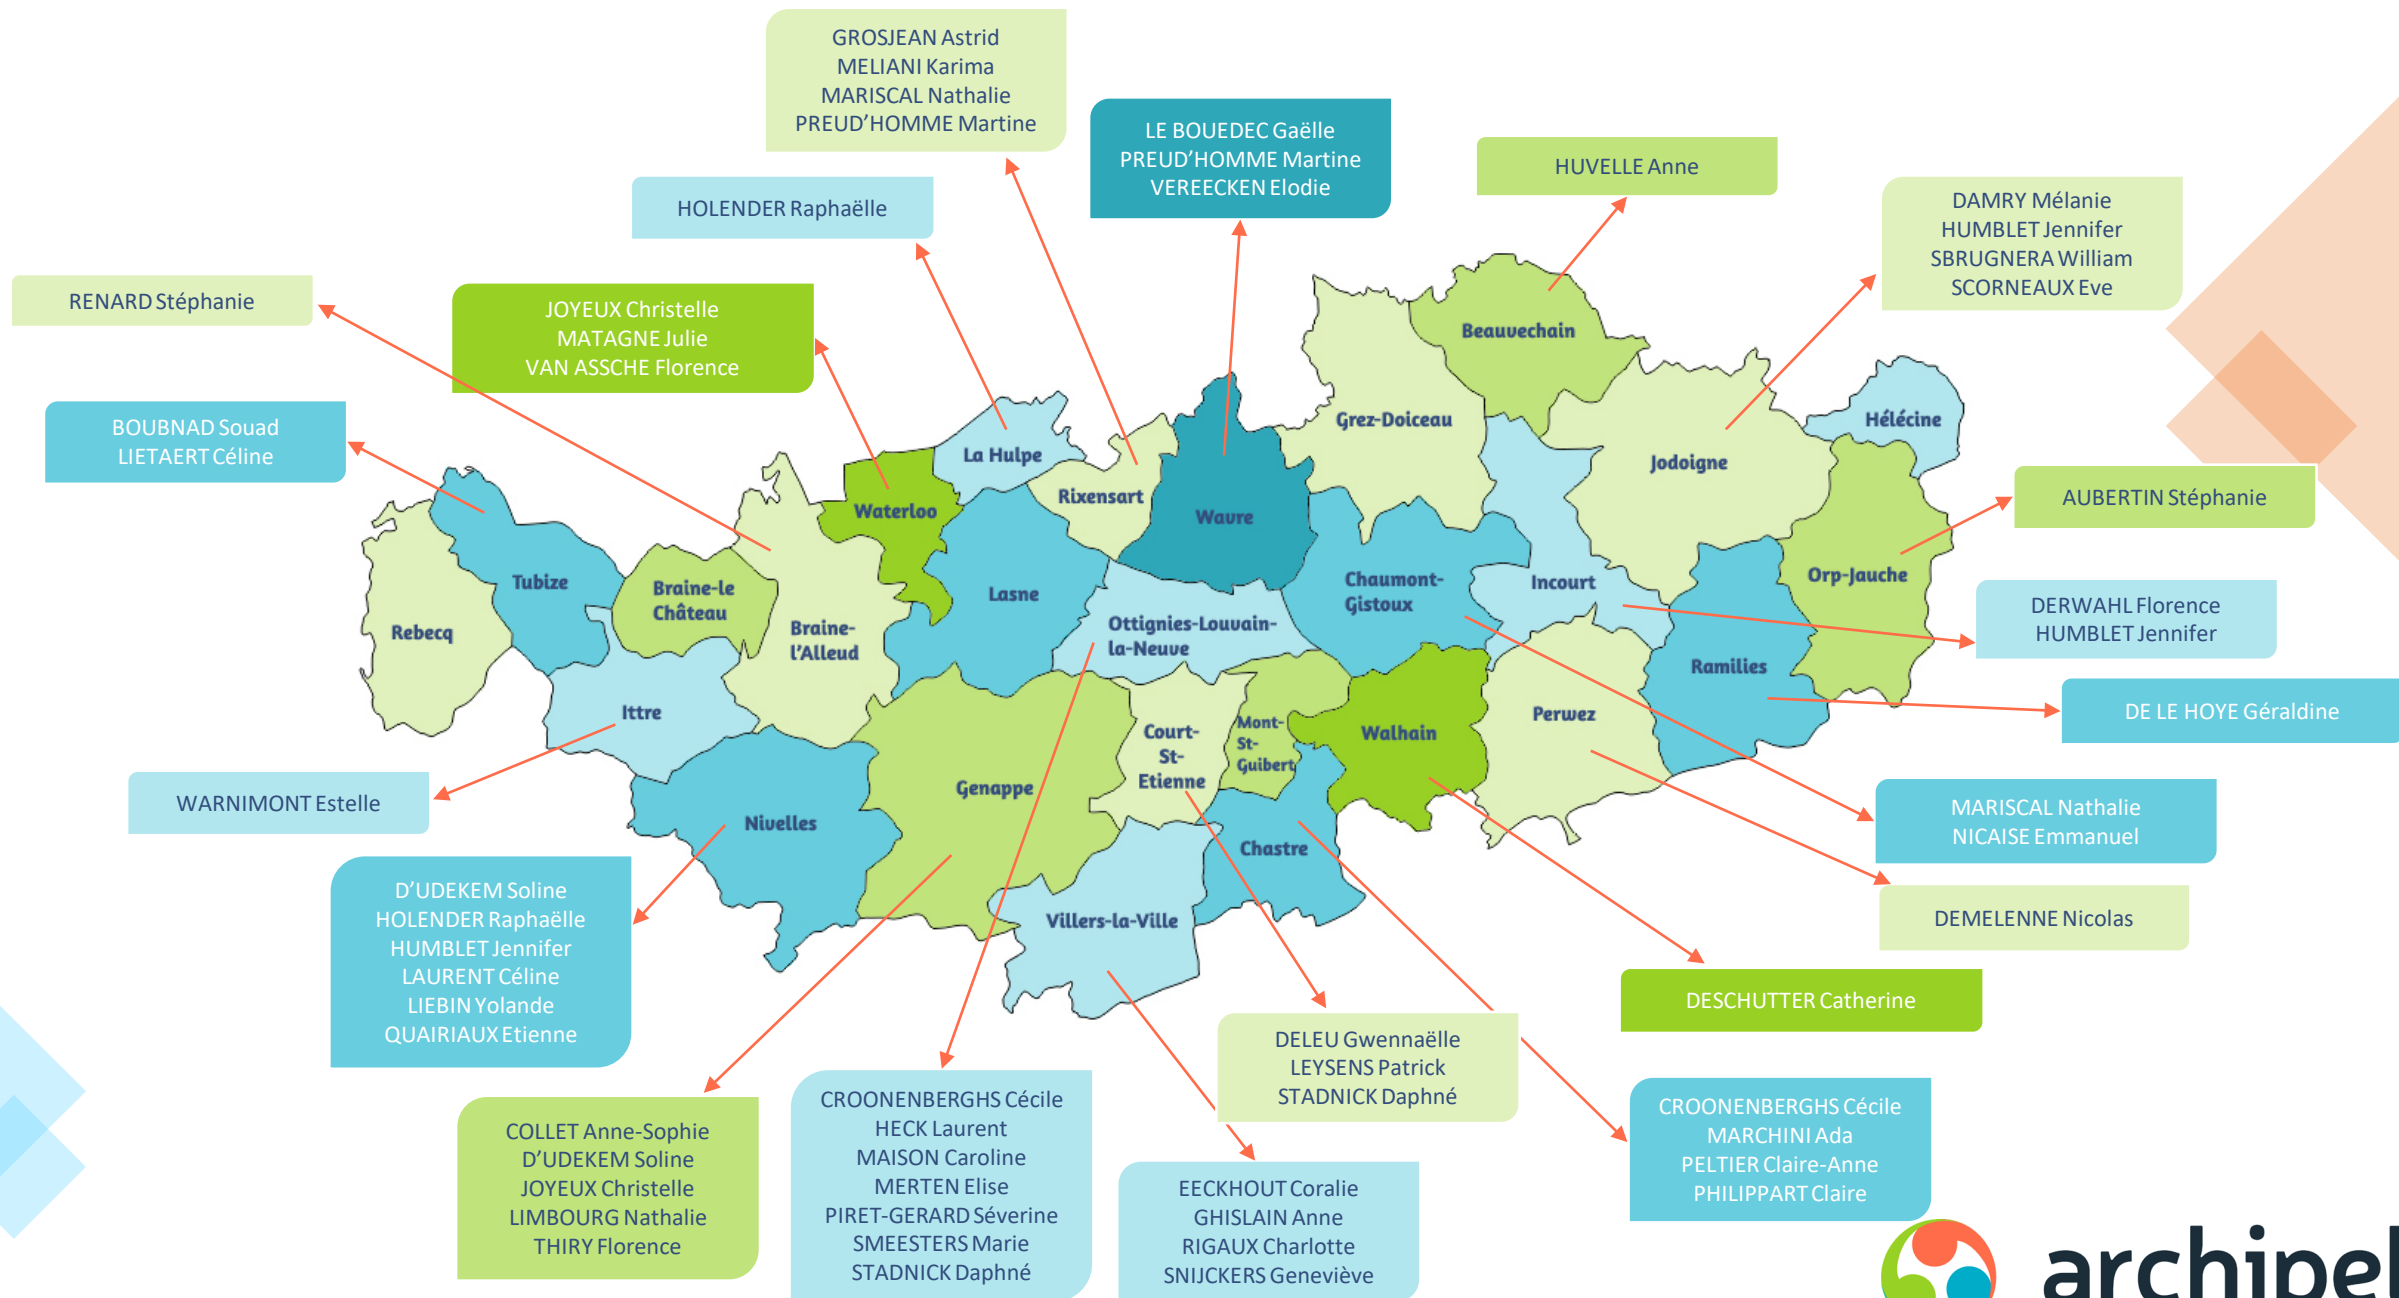 GROSJEAN Astrid
MELIANI Karima
MARISCAL Nathalie
PREUD'HOMME Martine
LE BOUEDEC Gaëlle
PREUD'HOMME Martine
VEREECKEN Elodie
HUVELLE Anne
HOLENDER Raphaëlle
DAMRY Mélanie
HUMBLET Jennifer
SBRUGNERA William
SCORNEAUX Eve
RENARD Stéphanie
JOYEUX Christelle
MATAGNE Julie
VAN ASSCHE Florence
BOUBNAD Souad
LIETAERT Céline
Beauvechain
Grez-Doiceau
Hélécine
La Hulpe
Jodoigne
Rixensart
Waterloo
Wavre
AUBERTIN Stéphanie
Tubize
Braine-le
Château
Lasne
Chaumont-
Gistoux
Incourt
Orp-Jauche
Rebecq
Braine-
l'Alleud
Ottignies-Louvain-
la-Neuve
DERWAHL Florence
HUMBLET Jennifer
Ramilies
Ittre
Court-
St-
Etienne
Mont-
St-
Guibert
Walhain
Perwez
DE LE HOYE Géraldine
Genappe
WARNIMONT Estelle
Nivelles
Chastre
MARISCAL Nathalie
NICAISE Emmanuel
Villers-la-Ville
DEMELENNE Nicolas
D'UDEKEM Soline
HOLENDER Raphaëlle
HUMBLET Jennifer
LAURENT Céline
LIEBIN Yolande
QUAIRIAUX Etienne
DESCHUTTER Catherine
DELEU Gwennaëlle
LEYSENS Patrick
STADNICK Daphné
COLLET Anne-Sophie
D'UDEKEM Soline
JOYEUX Christelle
LIMBOURG Nathalie
THIRY Florence
CROONENBERGHS Cécile
HECK Laurent
MAISON Caroline
MERTEN Elise
PIRET-GERARD Séverine
SMEESTERS Marie
STADNICK Daphné
EECKHOUT Coralie
GHISLAIN Anne
RIGAUX Charlotte
SNIJCKERS Geneviève
CROONENBERGHS Cécile
MARCHINI Ada
PELTIER Claire-Anne
PHILIPPART Claire
archipel